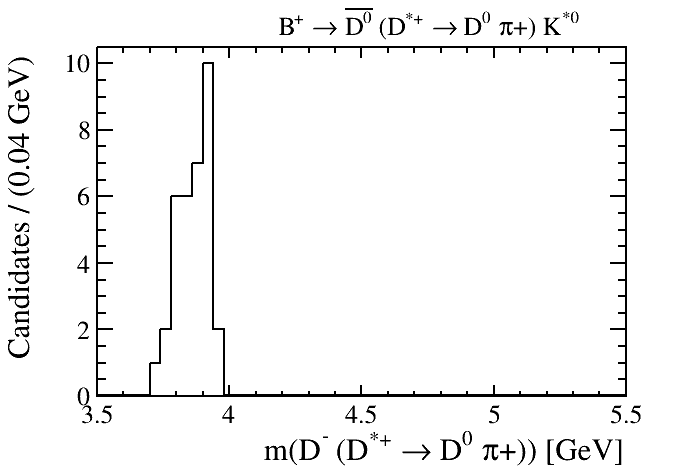 B⁺ → D̅⁰ (D*⁺ → D⁰ π+) K*⁰
Candidates / (0.04 GeV)
10
8
6
4
2
0
3.5 4 4.5 5 5.5
m(D⁻ (D*⁺ → D⁰ π+)) [GeV]